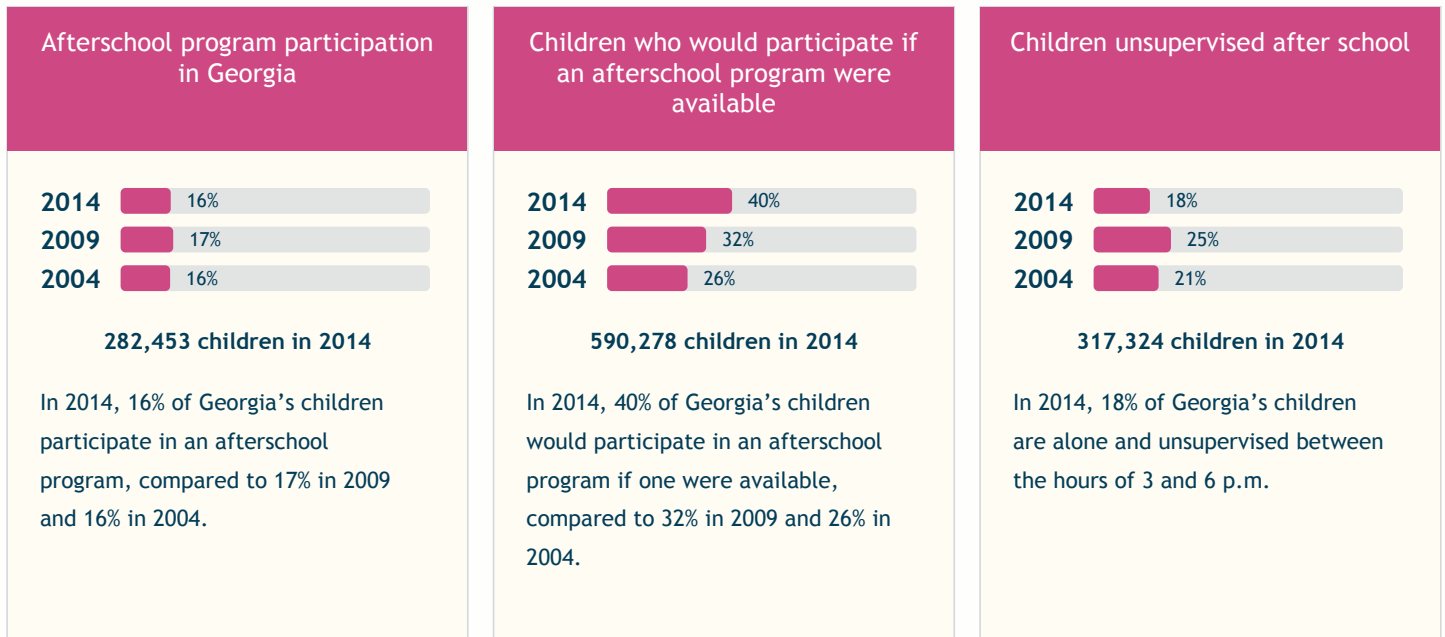 Afterschool program participation
in Georgia
2014 16%
2009 17%
2004 16%
282,453 children in 2014
In 2014, 16% of Georgia’s children
participate in an afterschool
program, compared to 17% in 2009
and 16% in 2004.
Children who would participate if
an afterschool program were
available
2014 40%
2009 32%
2004 26%
590,278 children in 2014
In 2014, 40% of Georgia’s children
would participate in an afterschool
program if one were available,
compared to 32% in 2009 and 26% in
2004.
Children unsupervised after school
2014 18%
2009 25%
2004 21%
317,324 children in 2014
In 2014, 18% of Georgia’s children
are alone and unsupervised between
the hours of 3 and 6 p.m.